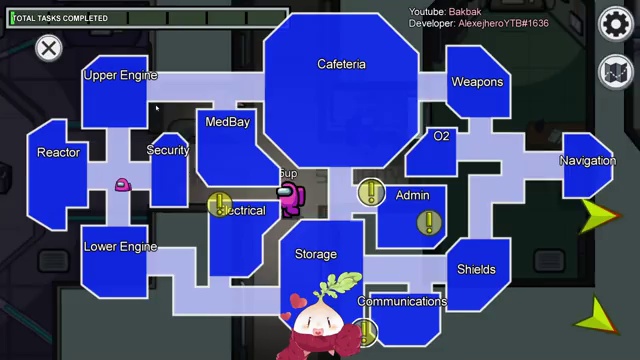 TOTAL TASKS COMPLETED
Youtube: Bakbak
Developer: AlexejheroYTB#1636
Upper Engine
Cafeteria
Weapons
MedBay
O2
Reactor
Security
Navigation
5up
Admin
Lower Engine
Storage
Shields
Communications